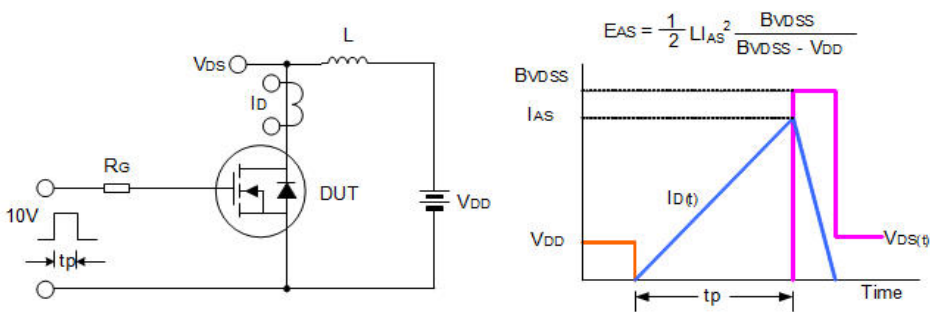 L
VDS
ID
RG
DUT
10V
tp
VDD
EAS = 1/2 LIAS² BVDSS / BVDSS - VDD
BVDSS
IAS
ID(t)
VDD
VDS(t)
tp
Time